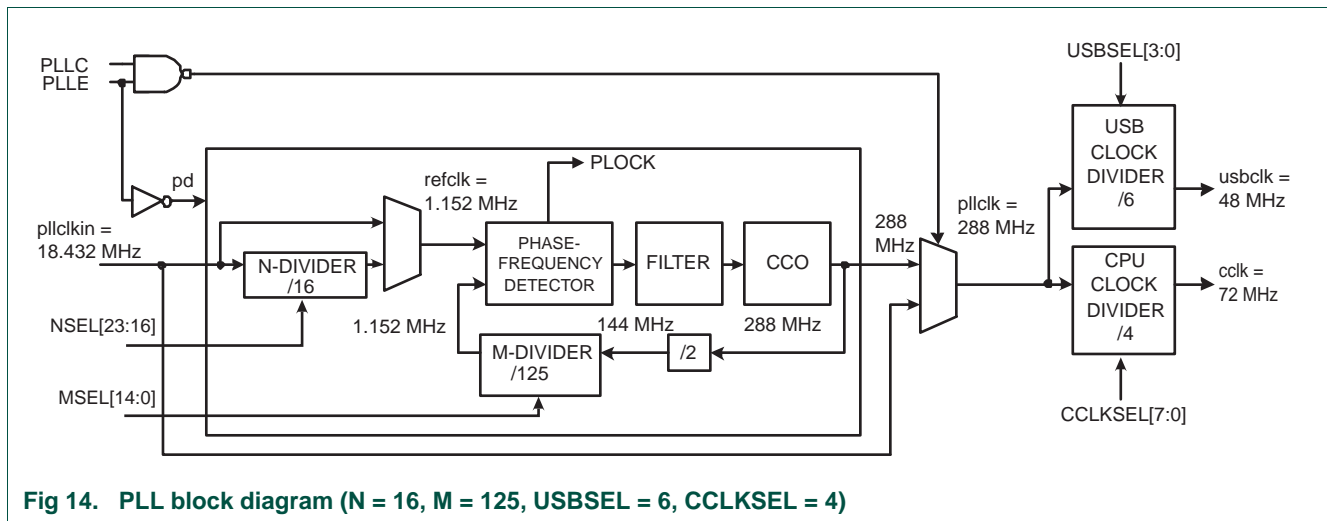 PLLC
PLLE
pd
pllclkin =
18.432 MHz
NSEL[23:16]
MSEL[14:0]
N-DIVIDER
/16
refclk =
1.152 MHz
1.152 MHz
PLOCK
PHASE-
FREQUENCY
DETECTOR
FILTER
CCO
M-DIVIDER
/125
144 MHz
/2
288 MHz
288
MHz
pllclk =
288 MHz
USBSEL[3:0]
USB
CLOCK
DIVIDER
/6
usbclk =
48 MHz
CPU
CLOCK
DIVIDER
/4
cclk =
72 MHz
CCLKSEL[7:0]
Fig 14. PLL block diagram (N = 16, M = 125, USBSEL = 6, CCLKSEL = 4)